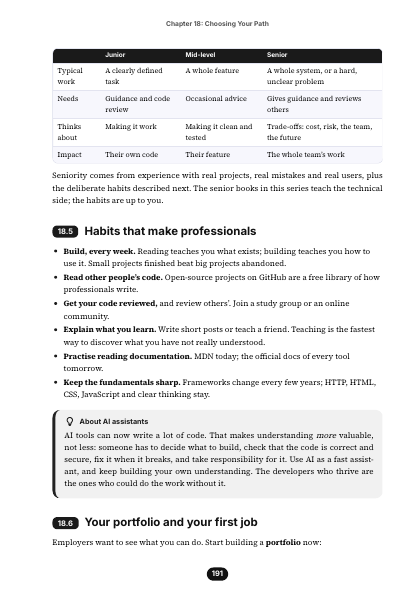 Chapter 18: Choosing Your Path
Junior Mid-level Senior
Typical work A clearly defined task A whole feature A whole system, or a hard, unclear problem
Needs Guidance and code review Occasional advice Gives guidance and reviews others
Thinks about Making it work Making it clean and tested Trade-offs: cost, risk, the team, the future
Impact Their own code Their feature The whole team's work
Seniority comes from experience with real projects, real mistakes and real users, plus
the deliberate habits described next. The senior books in this series teach the technical
side; the habits are up to you.
18.5 Habits that make professionals
• Build, every week. Reading teaches you what exists; building teaches you how to
use it. Small projects finished beat big projects abandoned.
• Read other people's code. Open-source projects on GitHub are a free library of how
professionals write.
• Get your code reviewed, and review others'. Join a study group or an online
community.
• Explain what you learn. Write short posts or teach a friend. Teaching is the fastest
way to discover what you have not really understood.
• Practise reading documentation. MDN today; the official docs of every tool
tomorrow.
• Keep the fundamentals sharp. Frameworks change every few years; HTTP, HTML,
CSS, JavaScript and clear thinking stay.
About AI assistants
AI tools can now write a lot of code. That makes understanding more valuable,
not less: someone has to decide what to build, check that the code is correct and
secure, fix it when it breaks, and take responsibility for it. Use AI as a fast assist-
ant, and keep building your own understanding. The developers who thrive are
the ones who could do the work without it.
18.6 Your portfolio and your first job
Employers want to see what you can do. Start building a portfolio now:
191